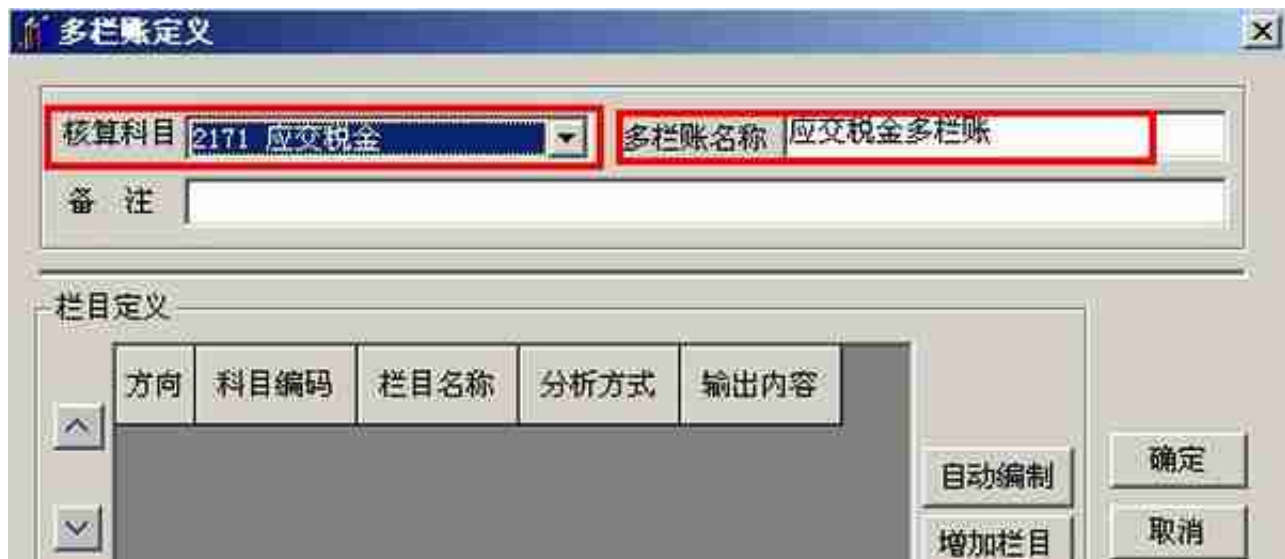 多栏账定义
核算科目 2171 应交税金 多栏账名称 应交税金多栏账
备 注
栏目定义
方向 科目编码 栏目名称 分析方式 输出内容
自动编制 确定
增加栏目 取消